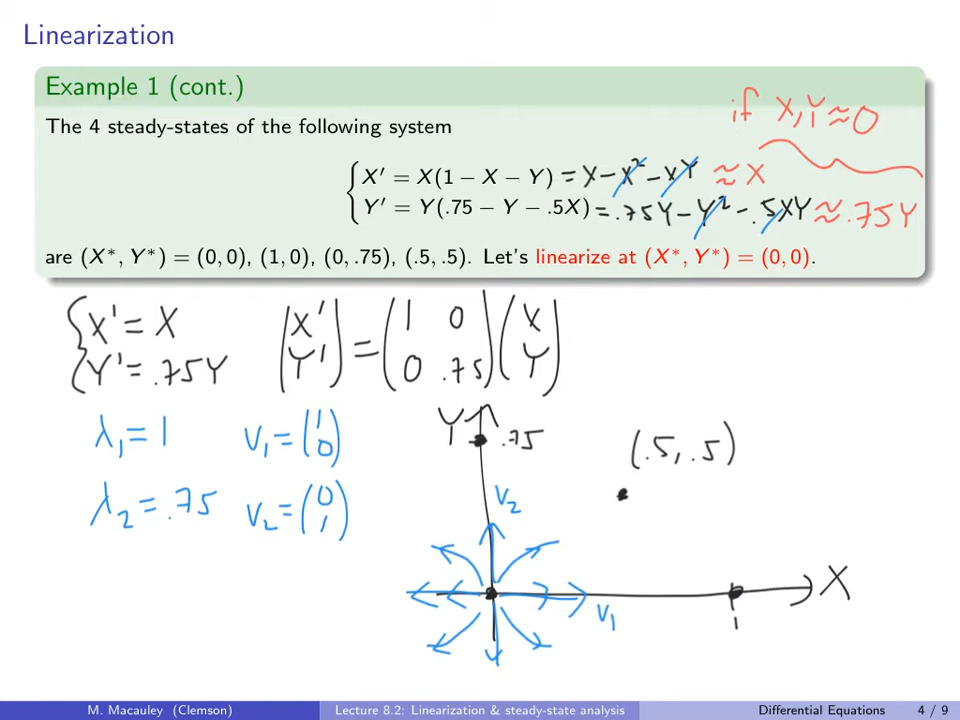 Linearization
Example 1 (cont.)
if X,Y≈0
The 4 steady-states of the following system
X′ = X(1 − X − Y) = X − X² − XY ≈ X
Y′ = Y(.75 − Y − .5X) = .75Y − Y² − .5XY ≈ .75Y
are (X*, Y*) = (0, 0), (1, 0), (0, .75), (.5, .5). Let's linearize at (X*, Y*) = (0, 0).
{X' = X
{Y' = .75Y
(X' Y') = (1 0 0 .75)(X Y)
λ₁ = 1 v₁ = (1 0)
λ₂ = .75 v₂ = (0 1)
Y .75
(.5, .5)
v₂
X
v₁
1
M. Macauley (Clemson) Lecture 8.2: Linearization & steady-state analysis Differential Equations 4 / 9